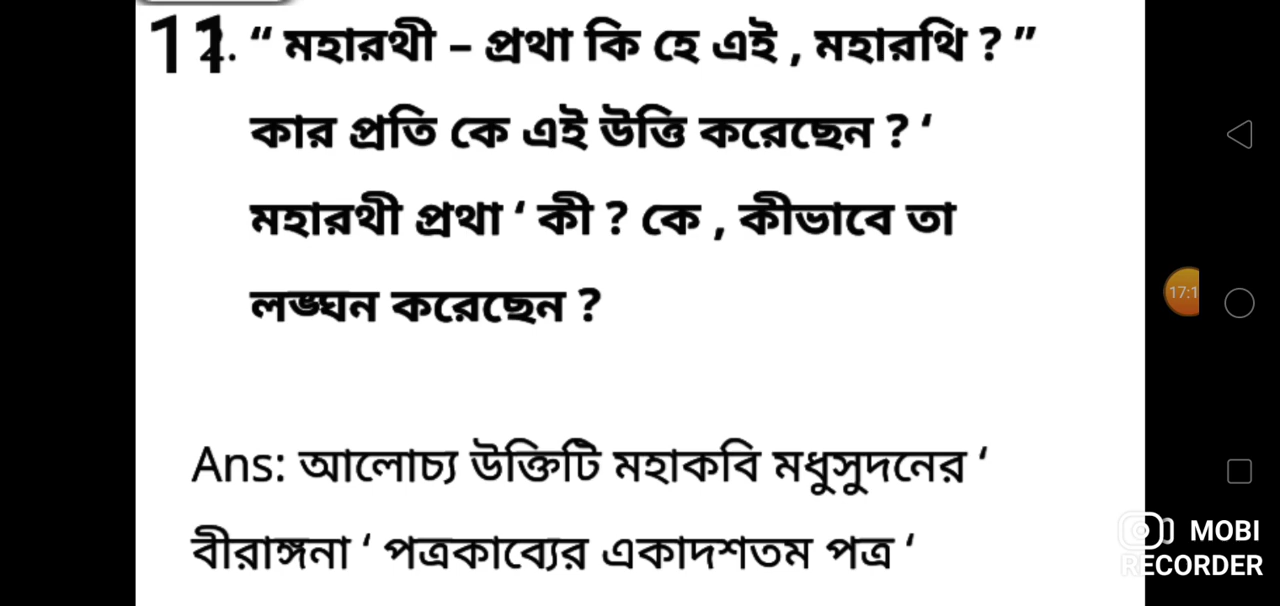 11. “ মহারথী – প্রথা কি হে এই , মহারথি ? ”
কার প্রতি কে এই উত্তি করেছেন ? ‘
মহারথী প্রথা ‘ কী ? কে , কীভাবে তা
লঙ্ঘন করেছেন ?
Ans: আলোচ্য উক্তিটি মহাকবি মধুসুদনের ‘
বীরাঙ্গনা ‘ পত্রকাব্যের একাদশতম পত্র ‘
17:1
MOBI
RECORDER